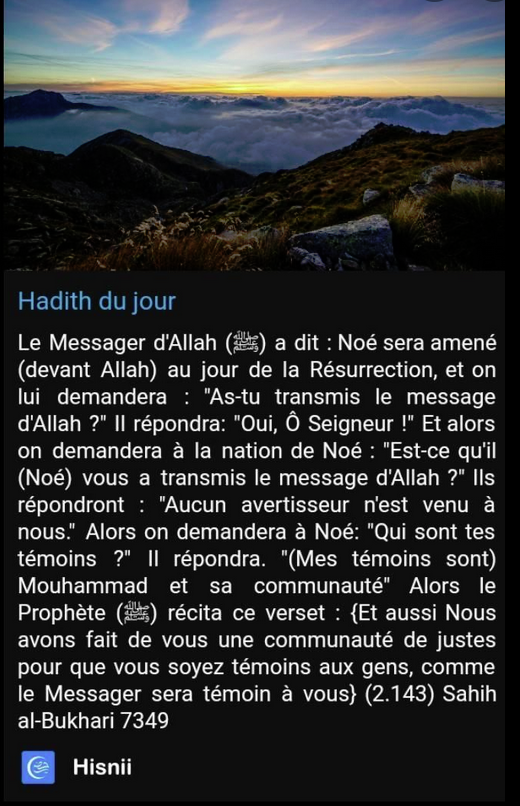 Hadith du jour
Le Messager d'Allah (ﷺ) a dit : Noé sera amené
(devant Allah) au jour de la Résurrection, et on
lui demandera : "As-tu transmis le message
d'Allah ?" Il répondra: "Oui, Ô Seigneur !" Et alors
on demandera à la nation de Noé : "Est-ce qu'il
(Noé) vous a transmis le message d'Allah ?" Ils
répondront : "Aucun avertisseur n'est venu à
nous." Alors on demandera à Noé: "Qui sont tes
témoins ?" Il répondra. "(Mes témoins sont)
Mouhammad et sa communauté" Alors le
Prophète (ﷺ) récita ce verset : {Et aussi Nous
avons fait de vous une communauté de justes
pour que vous soyez témoins aux gens, comme
le Messager sera témoin à vous} (2.143) Sahih
al-Bukhari 7349
Hisnii